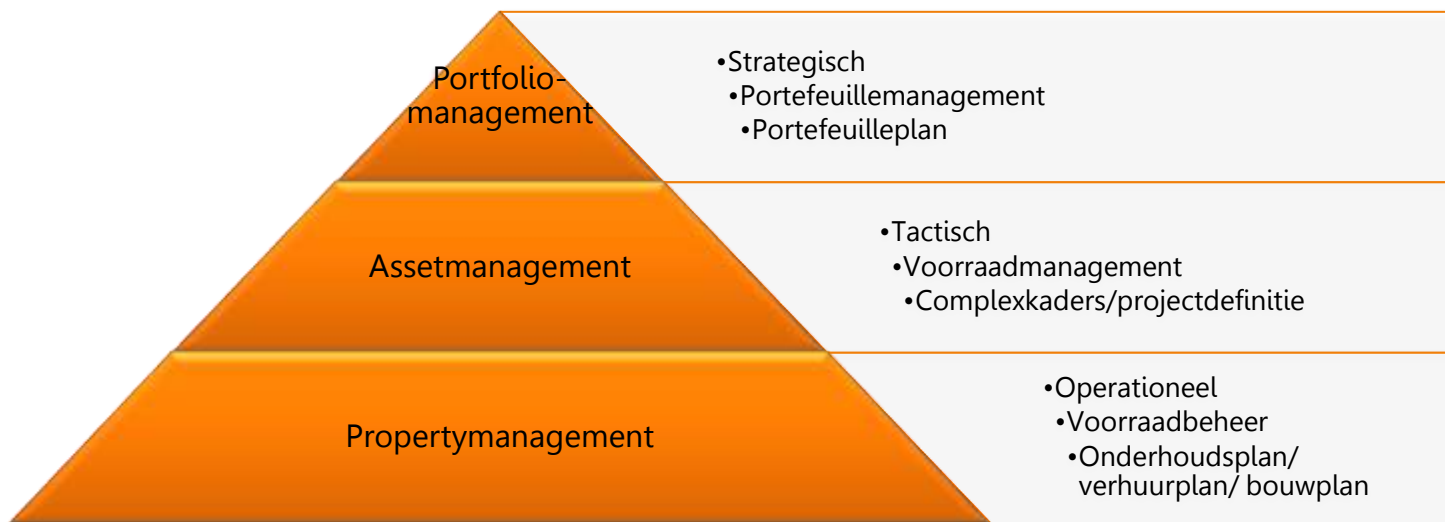 Portfolio-
management
•Strategisch
•Portefeuillemanagement
•Portefeuilleplan
Assetmanagement
•Tactisch
•Voorraadmanagement
•Complexkaders/projectdefinitie
Propertymanagement
•Operationeel
•Voorraadbeheer
•Onderhoudsplan/
verhuurplan/ bouwplan